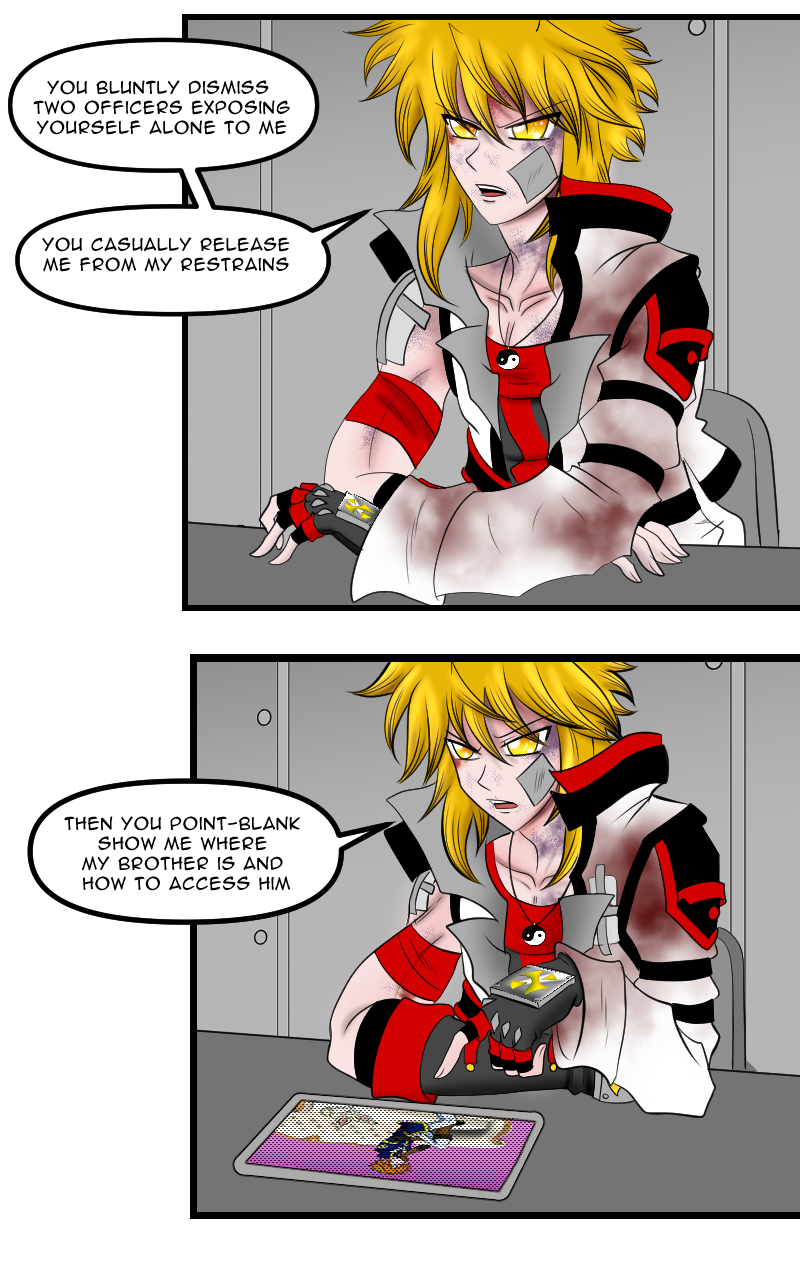 YOU BLUNTLY DISMISS
TWO OFFICERS EXPOSING
YOURSELF ALONE TO ME
YOU CASUALLY RELEASE
ME FROM MY RESTRAINS
THEN YOU POINT-BLANK
SHOW ME WHERE
MY BROTHER IS AND
HOW TO ACCESS HIM